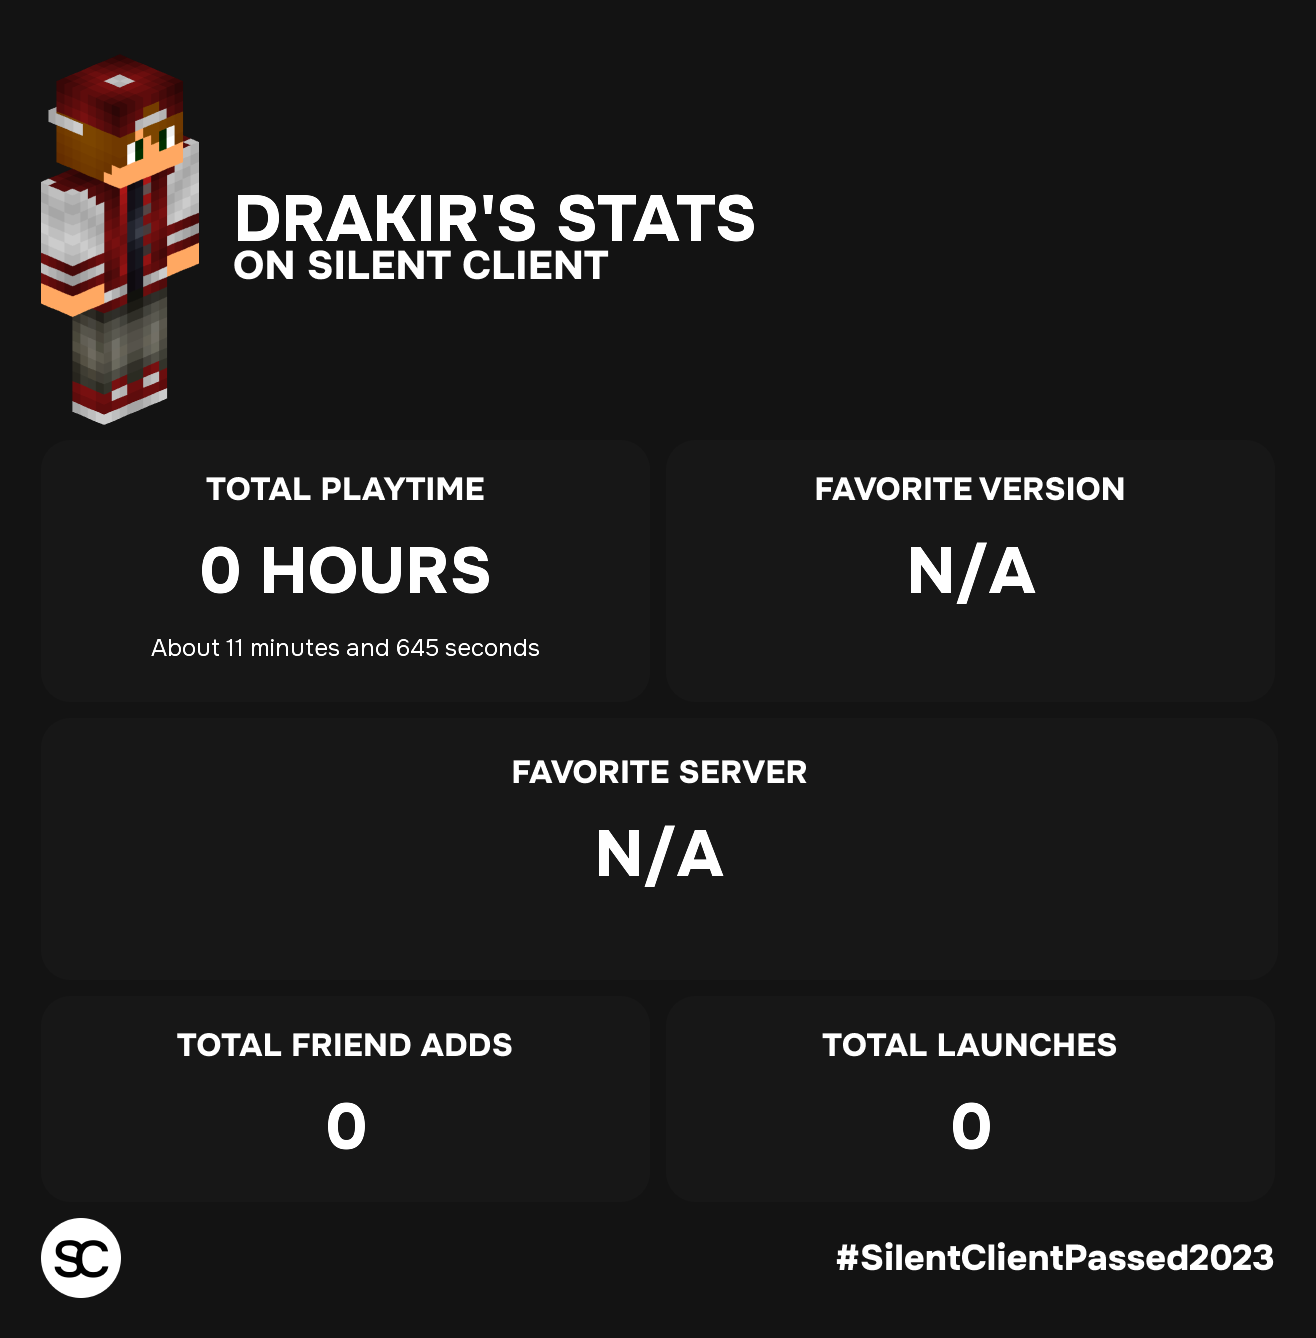 DRAKIR'S STATS
ON SILENT CLIENT
TOTAL PLAYTIME
0 HOURS
About 11 minutes and 645 seconds
FAVORITE VERSION
N/A
FAVORITE SERVER
N/A
TOTAL FRIEND ADDS
0
TOTAL LAUNCHES
0
SC
#SilentClientPassed2023